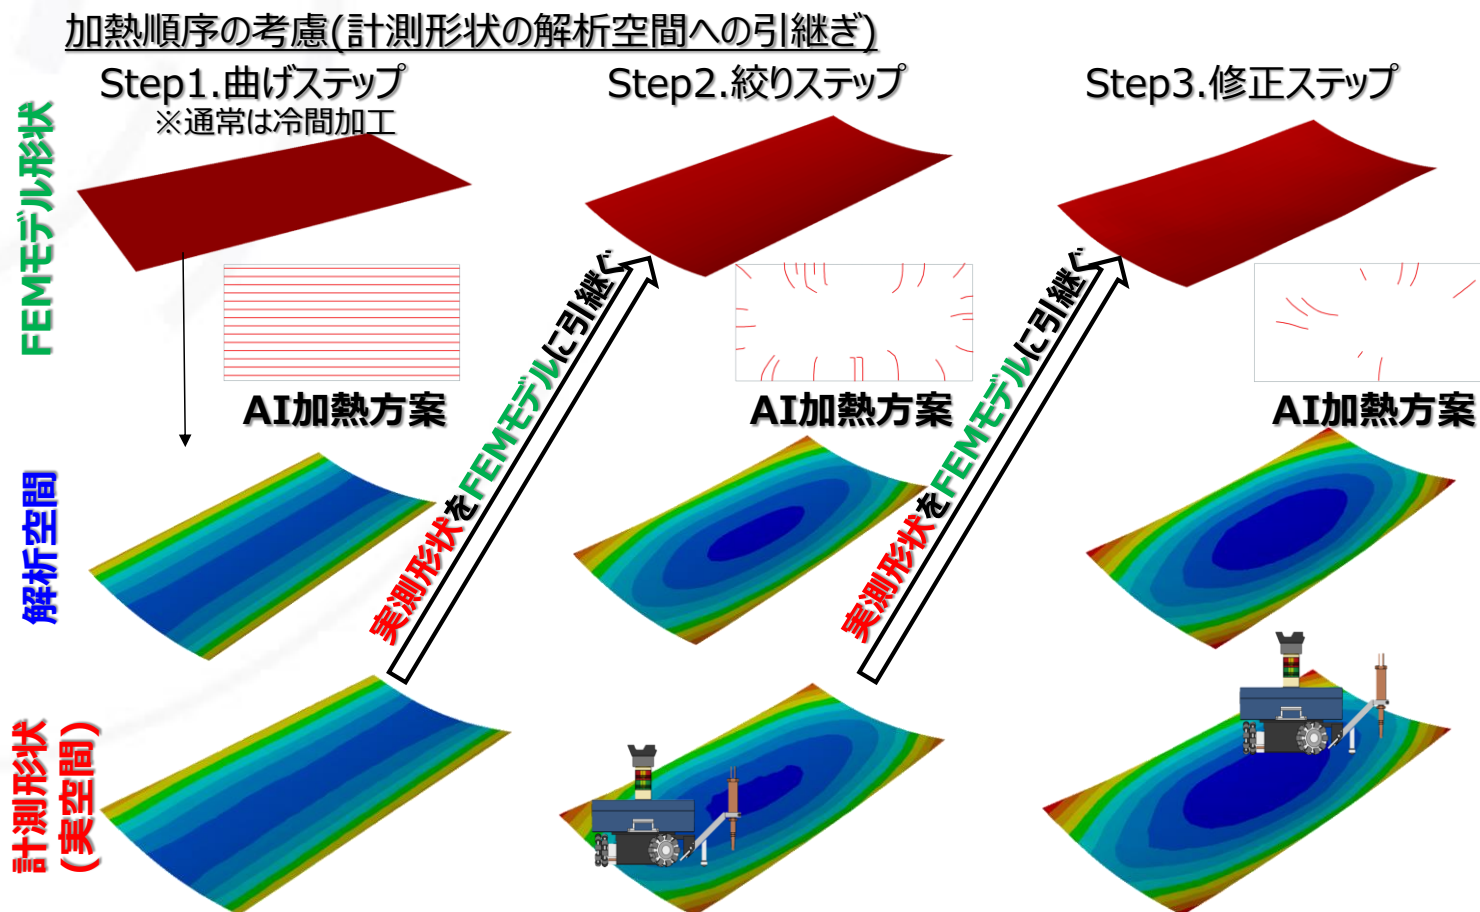 加熱順序の考慮(計測形状の解析空間への引継ぎ)
Step1.曲げステップ
※通常は冷間加工
Step2.絞りステップ
Step3.修正ステップ
FEMモデル形状
AI加熱方案
AI加熱方案
AI加熱方案
実測形状をFEMモデルに引継ぐ
実測形状をFEMモデルに引継ぐ
解析空間
計測形状
(実空間)